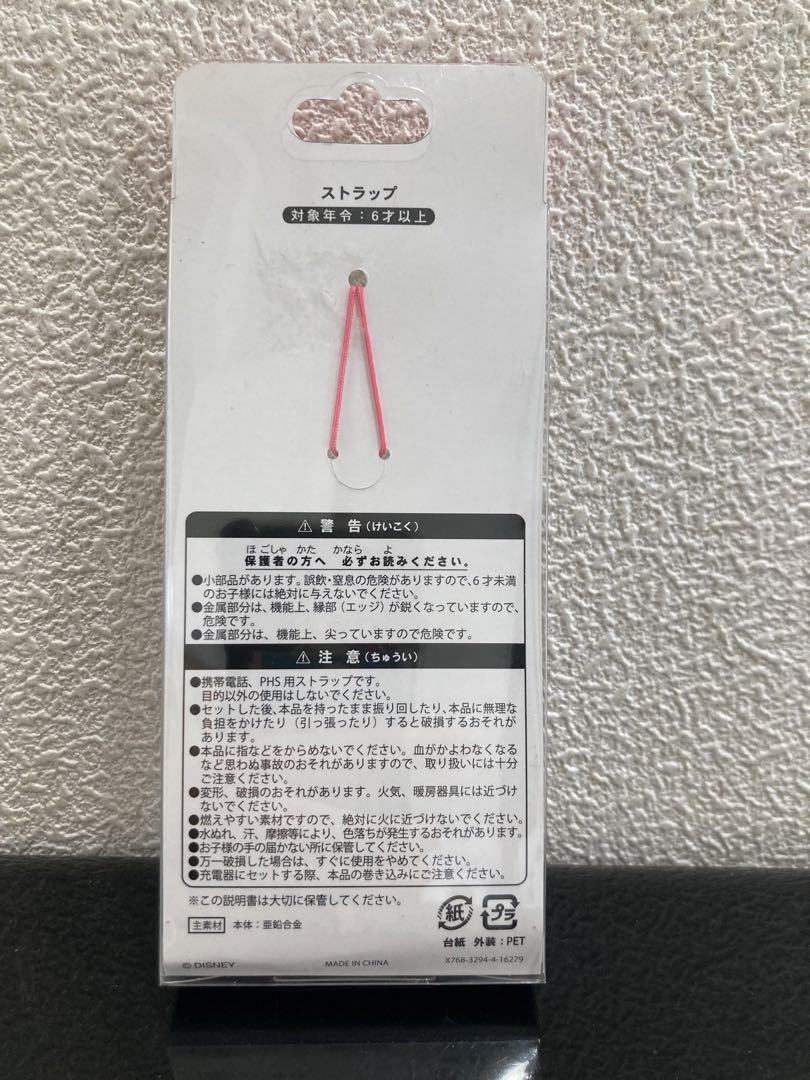 ストラップ
対象年令：6才以上
⚠ 警 告（けいこく）
ほごしゃ かた かなら よ
保護者の方へ 必ずお読みください。
●小部品があります。誤飲・窒息の危険がありますので、6才未満
のお子様には絶対に与えないでください。
●金属部分は、機能上、縁部（エッジ）が鋭くなっていますので、
危険です。
●金属部分は、機能上、尖っていますので危険です。
⚠ 注 意（ちゅうい）
●携帯電話、PHS用ストラップです。
目的以外の使用はしないでください。
●セットした後、本品を持ったまま振り回したり、本品に無理な
負担をかけたり（引っ張ったり）すると破損するおそれが
あります。
●本品に指などをからめないでください。血がかよわなくなる
など思わぬ事故のおそれがありますので、取り扱いには十分
ご注意ください。
●変形、破損のおそれがあります。火気、暖房器具には近づけ
ないでください。
●燃えやすい素材ですので、絶対に火に近づけないでください。
●水ぬれ、汗、摩擦等により、色落ちが発生するおそれがあります。
●お子様の手の届かない所に保管してください。
●万一破損した場合は、すぐに使用をやめてください。
●充電器にセットする際、本品の巻き込みにご注意ください。
※この説明書は大切に保管してください。
主素材 本体：亜鉛合金
紙 プラ
台紙 外装：PET
© DISNEY MADE IN CHINA X768-3294-4-16279